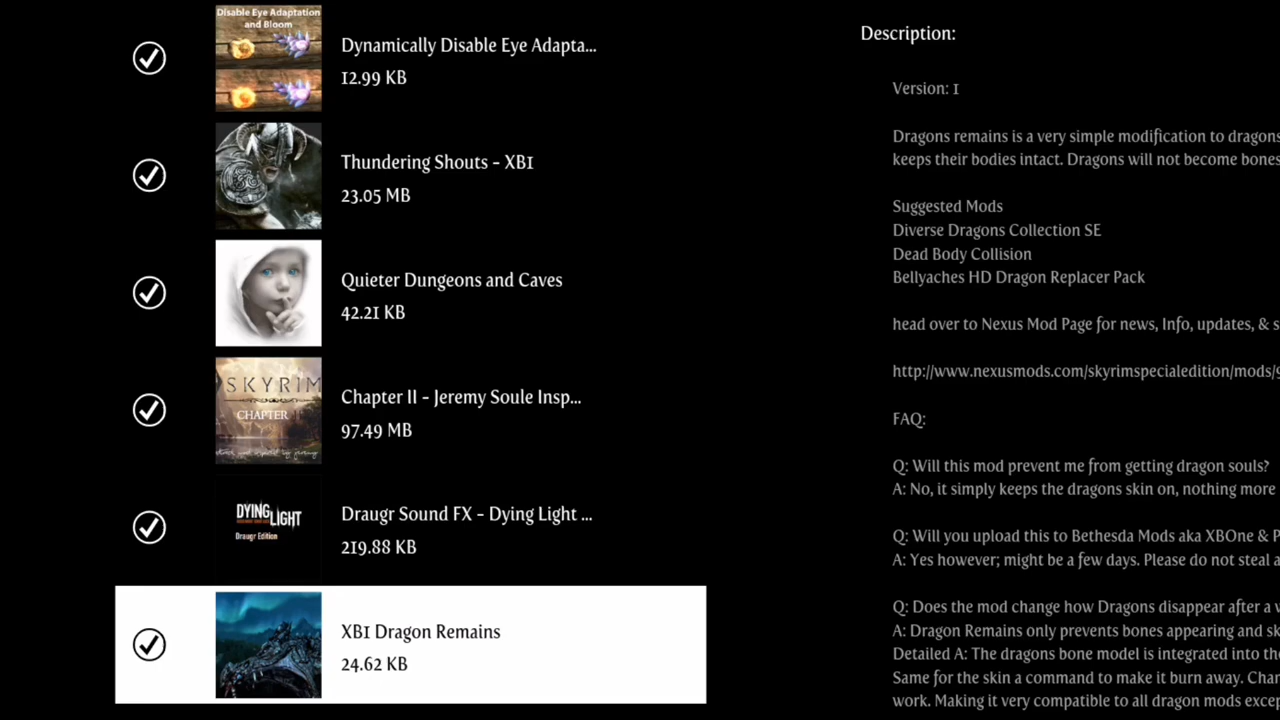 Disable Eye Adaptation
and Bloom
Dynamically Disable Eye Adapta...
12.99 KB
Thundering Shouts - XB1
23.05 MB
Quieter Dungeons and Caves
42.21 KB
SKYRIM
CHAPTER
Chapter II - Jeremy Soule Insp...
97.49 MB
DYING
LIGHT
Draugr Edition
Draugr Sound FX - Dying Light ...
219.88 KB
XB1 Dragon Remains
24.62 KB
Description:
Version: 1
Dragons remains is a very simple modification to dragons
keeps their bodies intact. Dragons will not become bones
Suggested Mods
Diverse Dragons Collection SE
Dead Body Collision
Bellyaches HD Dragon Replacer Pack
head over to Nexus Mod Page for news, Info, updates, & s
http://www.nexusmods.com/skyrimspecialedition/mods/9
FAQ:
Q: Will this mod prevent me from getting dragon souls?
A: No, it simply keeps the dragons skin on, nothing more
Q: Will you upload this to Bethesda Mods aka XBOne & P
A: Yes however; might be a few days. Please do not steal a
Q: Does the mod change how Dragons disappear after a w
A: Dragon Remains only prevents bones appearing and sk
Detailed A: The dragons bone model is integrated into the
Same for the skin a command to make it burn away. Chan
work. Making it very compatible to all dragon mods excep